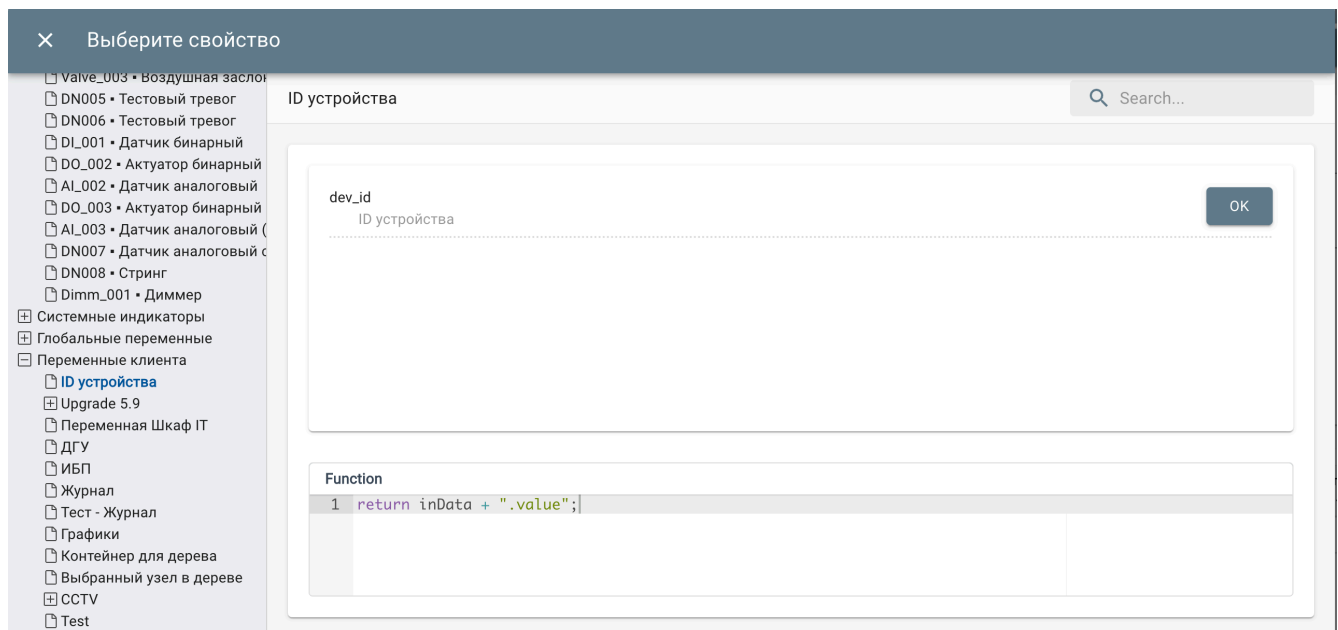 Выберите свойство
Valve_003 ▪ Воздушная заслон
DN005 ▪ Тестовый тревог
DN006 ▪ Тестовый тревог
DI_001 ▪ Датчик бинарный
DO_002 ▪ Актуатор бинарный
AI_002 ▪ Датчик аналоговый
DO_003 ▪ Актуатор бинарный
AI_003 ▪ Датчик аналоговый (
DN007 ▪ Датчик аналоговый с
DN008 ▪ Стринг
Dimm_001 ▪ Диммер
Системные индикаторы
Глобальные переменные
Переменные клиента
ID устройства
Upgrade 5.9
Переменная Шкаф IT
ДГУ
ИБП
Журнал
Тест - Журнал
Графики
Контейнер для дерева
Выбранный узел в дереве
CCTV
Test
ID устройства
Search...
dev_id
ID устройства
OK
Function
1 return inData + ".value";